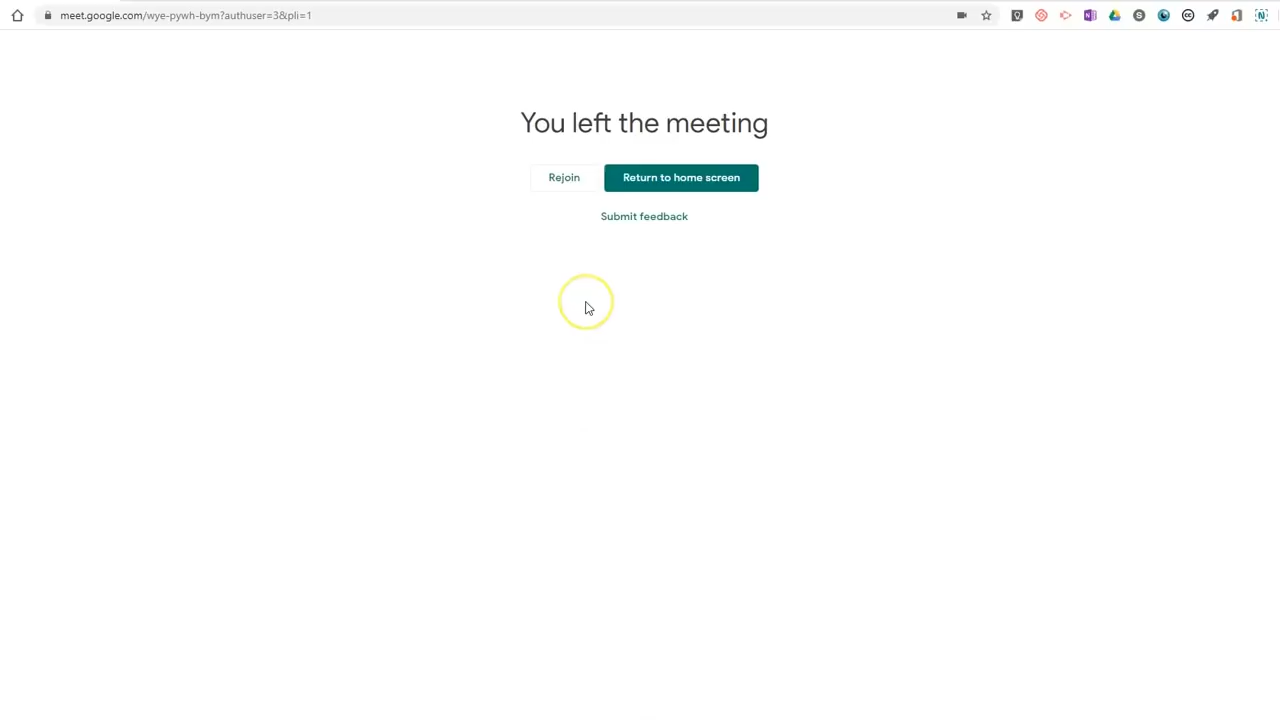 meet.google.com/wye-pywh-bym?authuser=3&pli=1
You left the meeting
Rejoin
Return to home screen
Submit feedback